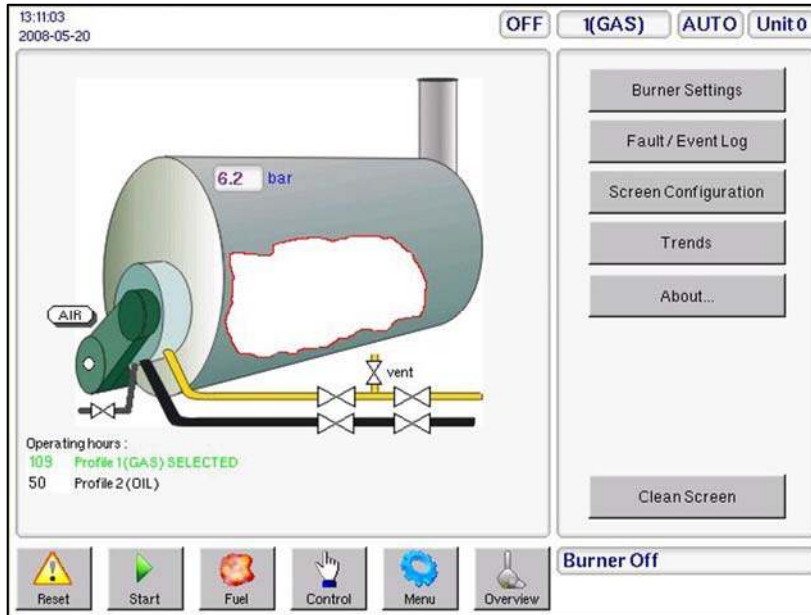 13:11:03
2008-05-20
OFF
1(GAS)
AUTO
Unit 0
6.2 bar
AIR
vent
Operating hours :
109 Profile 1(GAS) SELECTED
50 Profile 2 (OIL)
Burner Settings
Fault / Event Log
Screen Configuration
Trends
About...
Clean Screen
Reset
Start
Fuel
Control
Menu
Overview
Burner Off